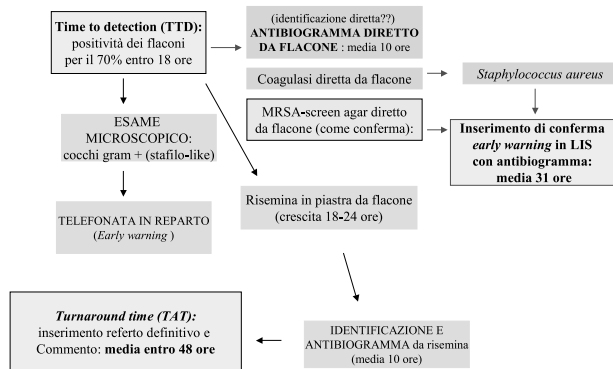 Time to detection (TTD):
positività dei flaconi
per il 70% entro 18 ore
(identificazione diretta??)
ANTIBIOGRAMMA DIRETTO
DA FLACONE : media 10 ore
Coagulasi diretta da flacone
Staphylococcus aureus
MRSA-screen agar diretto
da flacone (come conferma):
Inserimento di conferma
early warning in LIS
con antibiogramma:
media 31 ore
ESAME
MICROSCOPICO:
cocchi gram + (stafilo-like)
TELEFONATA IN REPARTO
(Early warning )
Risemina in piastra da flacone
(crescita 18-24 ore)
Turnaround time (TAT):
inserimento referto definitivo e
Commento: media entro 48 ore
IDENTIFICAZIONE E
ANTIBIOGRAMMA da risemina
(media 10 ore)